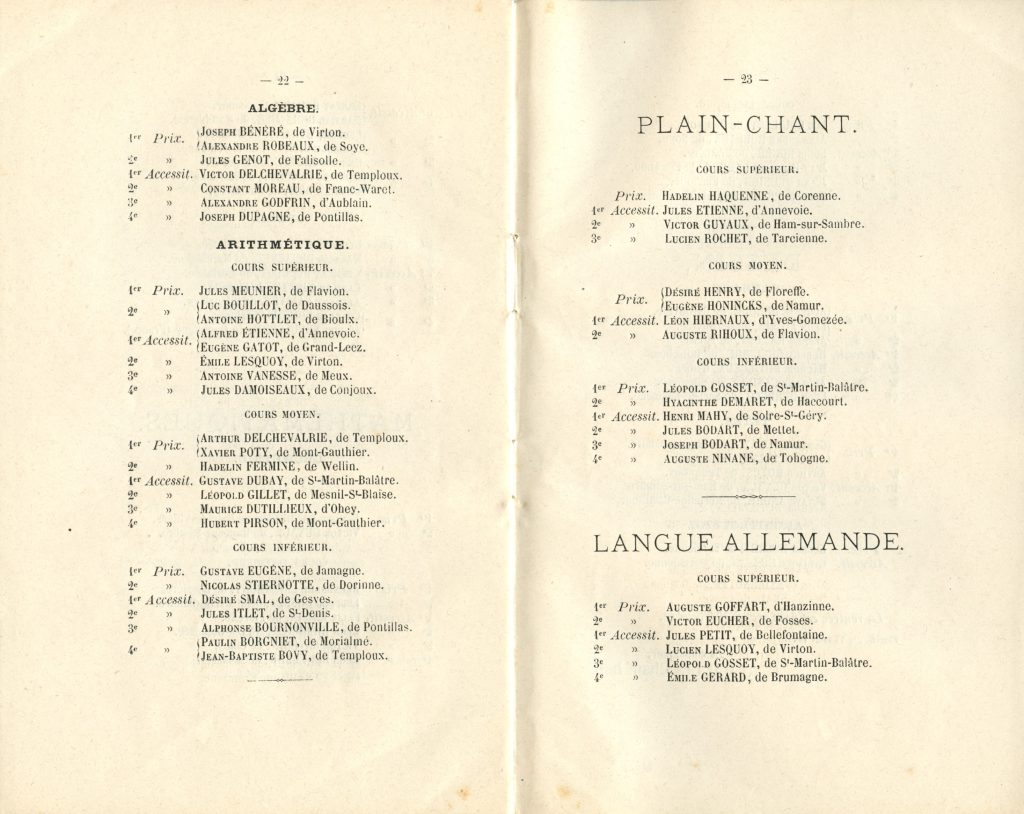 — 22 —
ALGÈBRE.
1er Prix. JOSEPH BÉNÉRÉ, de Virton.
ALEXANDRE ROBEAUX, de Soye.
2e » JULES GENOT, de Falisolle.
1er Accessit. VICTOR DELCHEVALRIE, de Temploux.
2e » CONSTANT MOREAU, de Franc-Waret.
3e » ALEXANDRE GODFRIN, d'Aublain.
4e » JOSEPH DUPAGNE, de Pontillas.
ARITHMÉTIQUE.
COURS SUPÉRIEUR.
1er Prix. JULES MEUNIER, de Flavion.
2e » LUC BOUILLOT, de Daussois.
ANTOINE HOTTLET, de Bioulx.
1er Accessit. ALFRED ÉTIENNE, d'Annevoie.
EUGÈNE GATOT, de Grand-Leez.
2e » ÉMILE LESQUOY, de Virton.
3e » ANTOINE VANESSE, de Meux.
4e » JULES DAMOISEAUX, de Conjoux.
COURS MOYEN.
1er Prix. ARTHUR DELCHEVALRIE, de Temploux.
XAVIER POTY, de Mont-Gauthier.
2e » HADELIN FERMINE, de Wellin.
1er Accessit. GUSTAVE DUBAY, de St-Martin-Balâtre.
2e » LÉOPOLD GILLET, de Mesnil-St-Blaise.
3e » MAURICE DUTILLIEUX, d'Ohey.
4e » HUBERT PIRSON, de Mont-Gauthier.
COURS INFÉRIEUR.
1er Prix. GUSTAVE EUGÈNE, de Jamagne.
2e » NICOLAS STIERNOTTE, de Dorinne.
1er Accessit. DÉSIRÉ SMAL, de Gesves.
2e » JULES ITLET, de St-Denis.
3e » ALPHONSE BOURNONVILLE, de Pontillas.
4e » PAULIN BORGNIET, de Morialmé.
JEAN-BAPTISTE BOVY, de Temploux.
— 23 —
PLAIN-CHANT.
COURS SUPÉRIEUR.
Prix. HADELIN HAQUENNE, de Corenne.
1er Accessit. JULES ETIENNE, d'Annevoie.
2e » VICTOR GUYAUX, de Ham-sur-Sambre.
3e » LUCIEN ROCHET, de Tarcienne.
COURS MOYEN.
Prix. DÉSIRÉ HENRY, de Floreffe.
EUGÈNE HONINCKS, de Namur.
1er Accessit. LÉON HIERNAUX, d'Yves-Gomezée.
2e » AUGUSTE RIHOUX, de Flavion.
COURS INFÉRIEUR.
1er Prix. LÉOPOLD GOSSET, de St-Martin-Balâtre.
2e » HYACINTHE DEMARET, de Haccourt.
1er Accessit. HENRI MAHY, de Solre-St-Géry.
2e » JULES BODART, de Mettet.
3e » JOSEPH BODART, de Namur.
4e » AUGUSTE NINANE, de Tohogne.
LANGUE ALLEMANDE.
COURS SUPÉRIEUR.
1er Prix. AUGUSTE GOFFART, d'Hanzinne.
2e » VICTOR EUCHER, de Fosses.
1er Accessit. JULES PETIT, de Bellefontaine.
2e » LUCIEN LESQUOY, de Virton.
3e » LÉOPOLD GOSSET, de St-Martin-Balâtre.
4e » ÉMILE GERARD, de Brumagne.